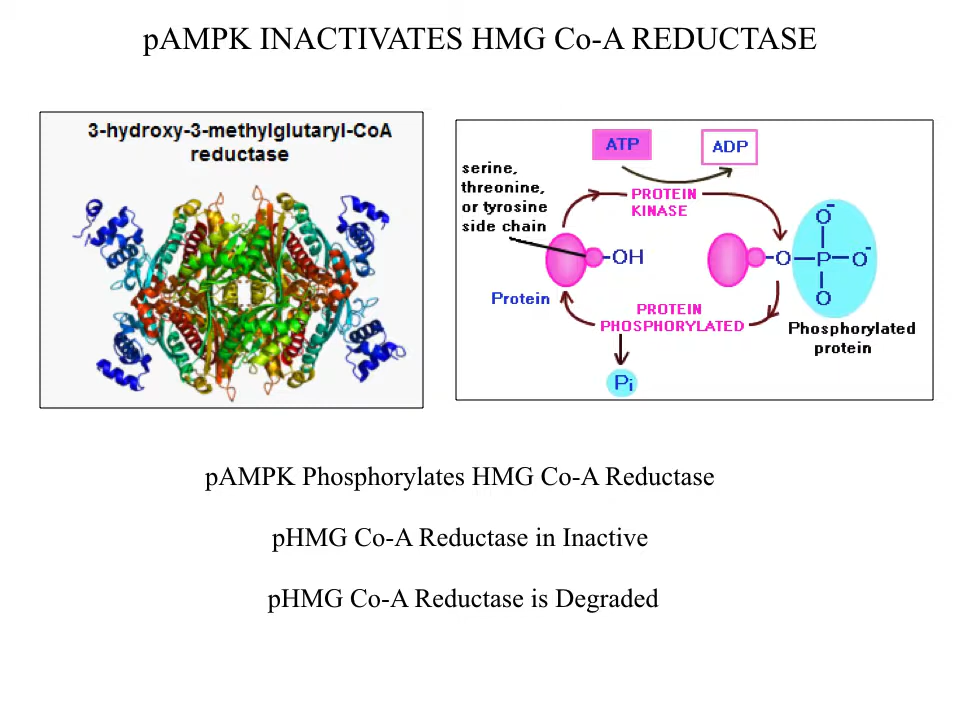 pAMPK INACTIVATES HMG Co-A REDUCTASE
3-hydroxy-3-methylglutaryl-CoA
reductase
ATP
ADP
serine,
threonine,
or tyrosine
side chain
PROTEIN
KINASE
OH
Protein
O
P
O
-
O
-
O
PROTEIN
PHOSPHORYLATED
Phosphorylated
protein
Pi
pAMPK Phosphorylates HMG Co-A Reductase
pHMG Co-A Reductase in Inactive
pHMG Co-A Reductase is Degraded